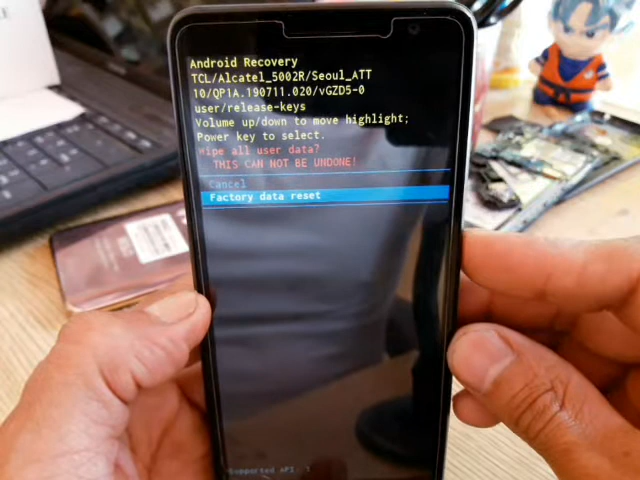 Android Recovery
TCL/Alcatel_5002R/Seoul_ATT
10/QP1A.190711.020/vGZD5-0
user/release-keys
Volume up/down to move highlight;
Power key to select.
Wipe all user data?
THIS CAN NOT BE UNDONE!
Cancel
Factory data reset
Supported API: